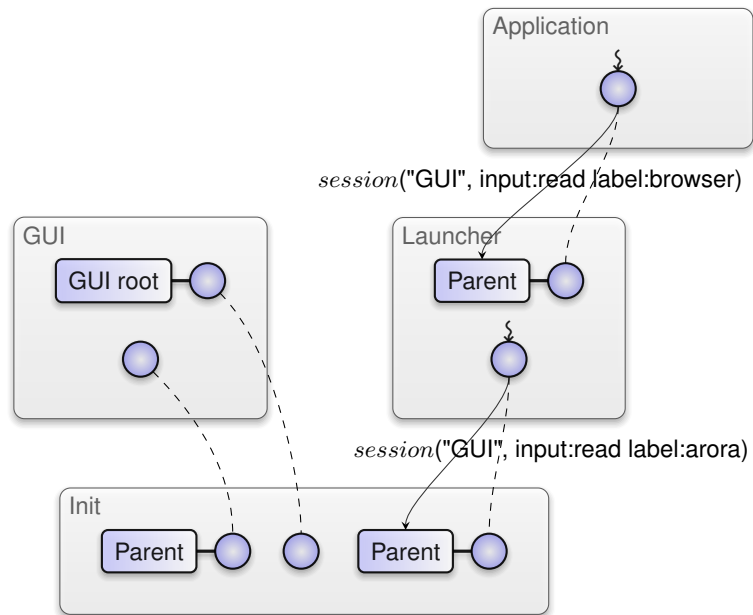 Application
session("GUI", input:read label:browser)
GUI
Launcher
GUI root
Parent
session("GUI", input:read label:arora)
Init
Parent
Parent